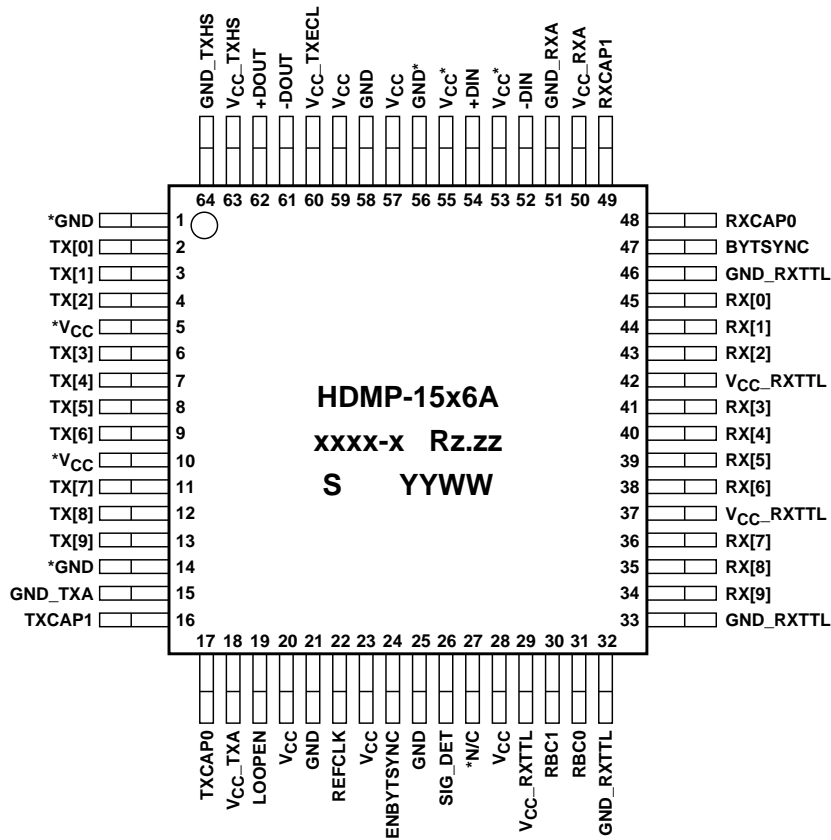 GND_TXHS
VCC_TXHS
+DOUT
-DOUT
VCC_TXECL
VCC
GND
VCC
GND*
VCC*
+DIN
VCC*
-DIN
GND_RXA
VCC_RXA
RXCAP1
64 63 62 61 60 59 58 57 56 55 54 53 52 51 50 49
*GND 1 48 RXCAP0
TX[0] 2 47 BYTSYNC
TX[1] 3 46 GND_RXTTL
TX[2] 4 45 RX[0]
*VCC 5 44 RX[1]
TX[3] 6 43 RX[2]
TX[4] 7 42 VCC_RXTTL
TX[5] 8 41 RX[3]
TX[6] 9 40 RX[4]
*VCC 10 39 RX[5]
TX[7] 11 38 RX[6]
TX[8] 12 37 VCC_RXTTL
TX[9] 13 36 RX[7]
*GND 14 35 RX[8]
GND_TXA 15 34 RX[9]
TXCAP1 16 33 GND_RXTTL
HDMP-15x6A
xxxx-x Rz.zz
S YYWW
17 18 19 20 21 22 23 24 25 26 27 28 29 30 31 32
TXCAP0
VCC_TXA
LOOPEN
VCC
GND
REFCLK
VCC
ENBYTSYNC
GND
SIG_DET
*N/C
VCC
VCC_RXTTL
RBC1
RBC0
GND_RXTTL